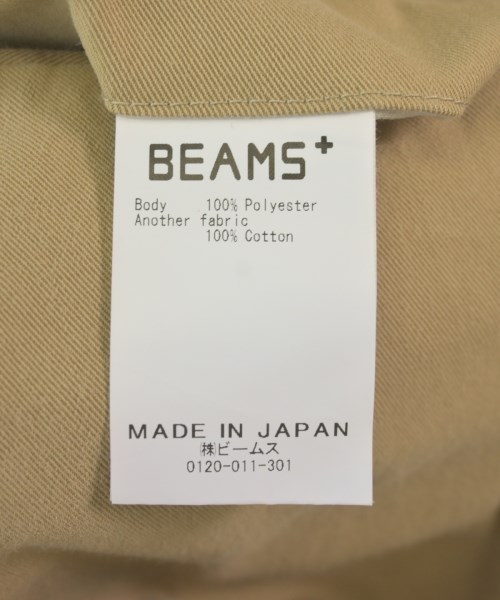 BEAMS+
Body 100% Polyester
Another fabric
100% Cotton
MADE IN JAPAN
㈱ビームス
0120-011-301